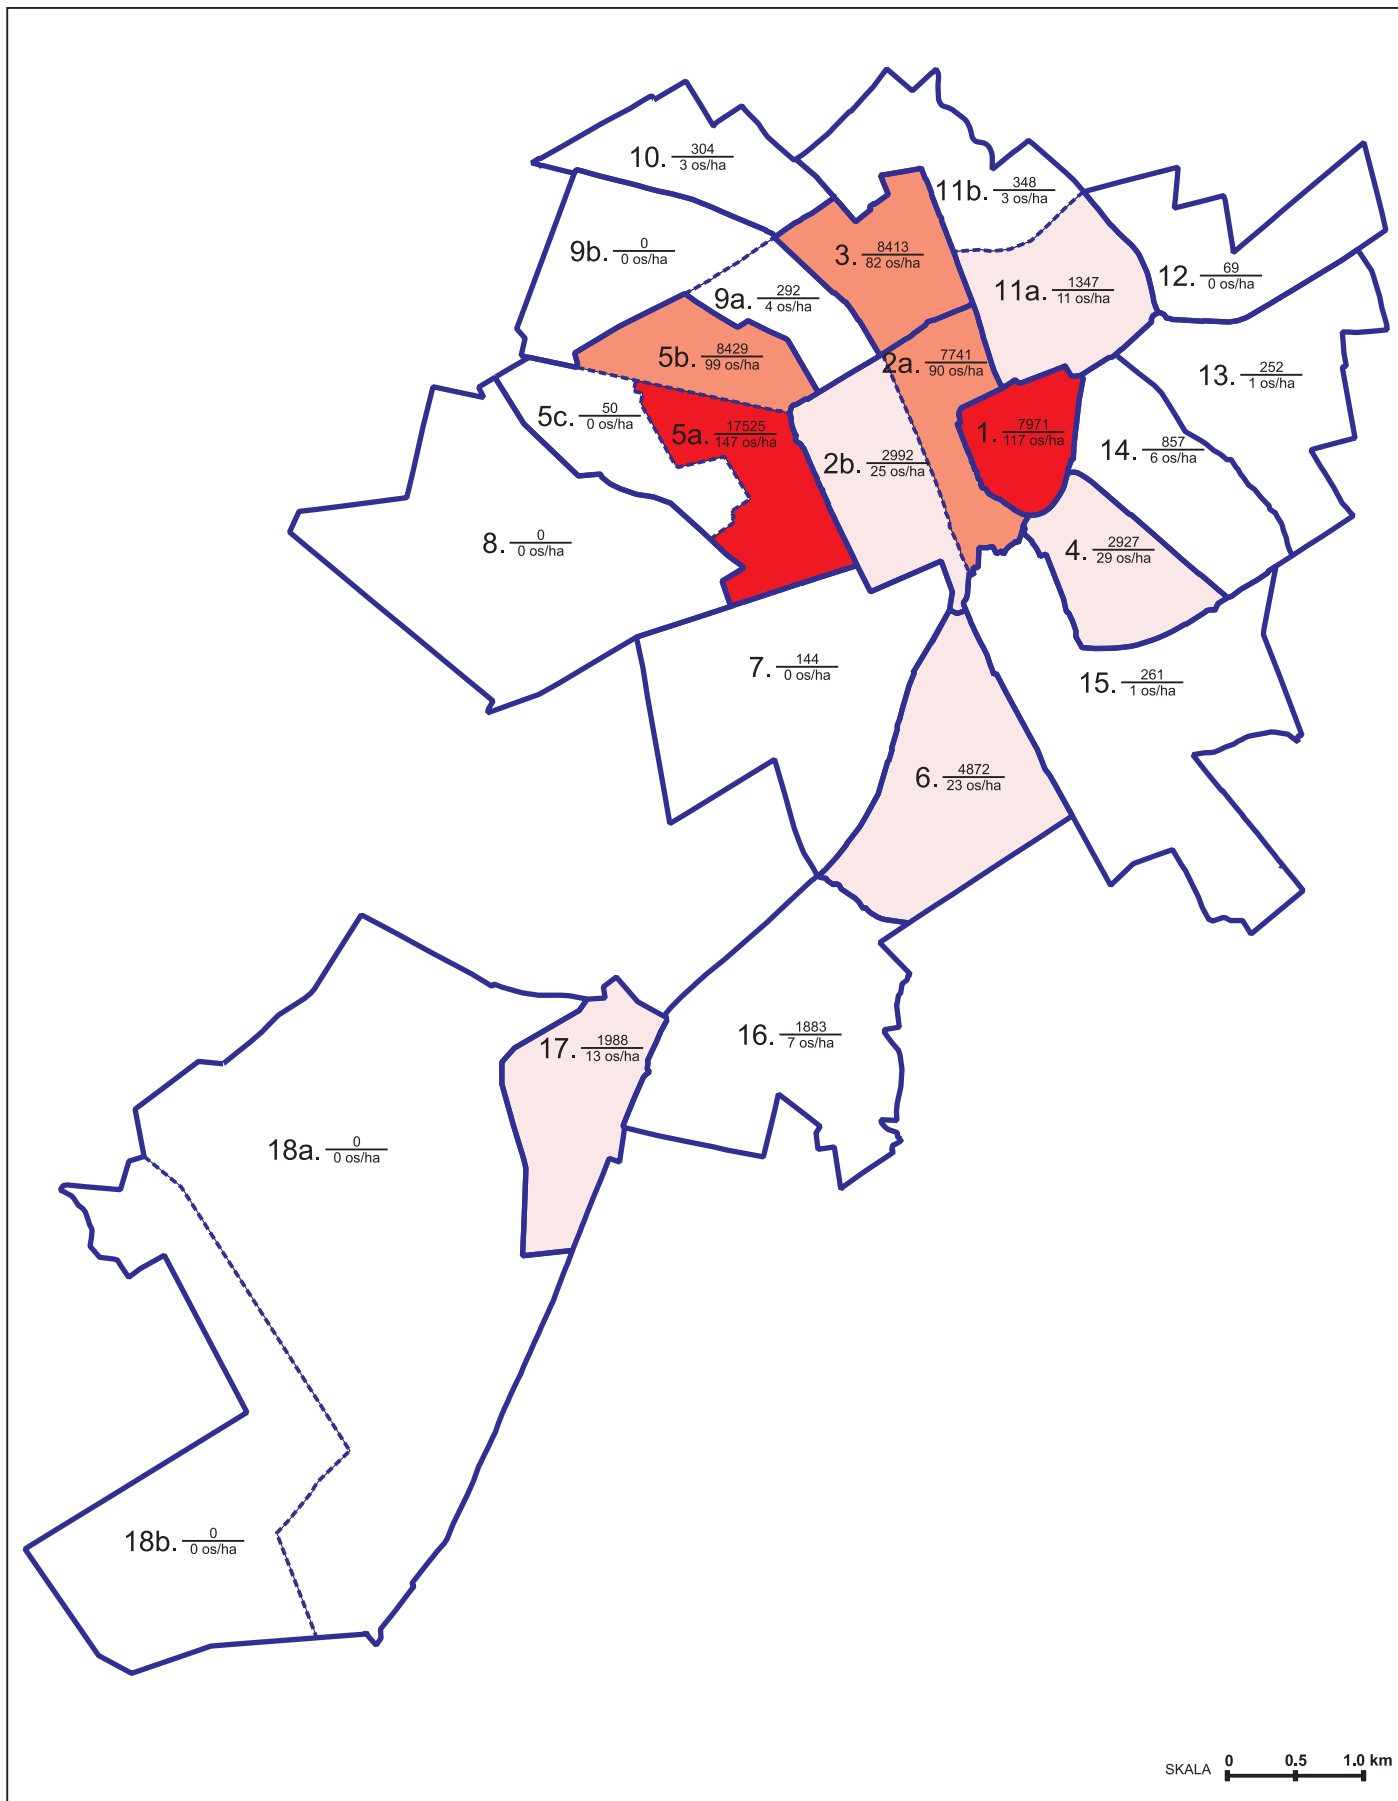 10. 304
3 os/ha
11b. 348
3 os/ha
9b. 0
0 os/ha
3. 8413
82 os/ha
12. 69
0 os/ha
9a. 292
4 os/ha
11a. 1347
11 os/ha
5b. 8429
99 os/ha
2a. 7741
90 os/ha
13. 252
1 os/ha
5c. 50
0 os/ha
5a. 17525
147 os/ha
1. 7971
117 os/ha
2b. 2992
25 os/ha
14. 857
6 os/ha
8. 0
0 os/ha
4. 2927
29 os/ha
7. 144
0 os/ha
15. 261
1 os/ha
6. 4872
23 os/ha
16. 1883
7 os/ha
17. 1988
13 os/ha
18a. 0
0 os/ha
18b. 0
0 os/ha
SKALA 0 0.5 1.0 km